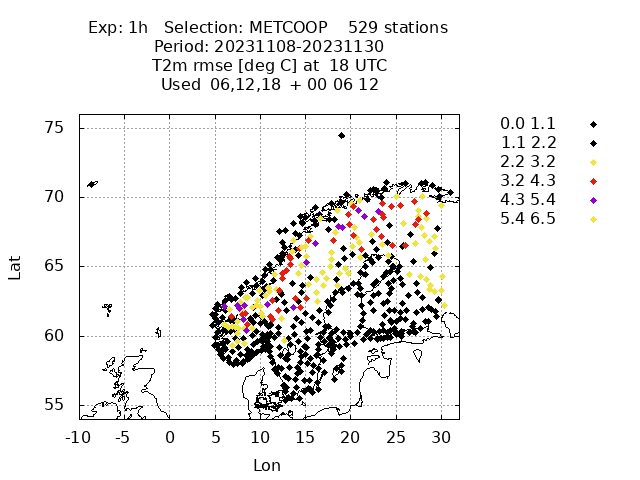 Exp: 1h   Selection: METCOOP    529 stations
Period: 20231108-20231130
T2m rmse [deg C] at  18 UTC
Used  06,12,18  + 00 06 12
0.0 1.1
1.1 2.2
2.2 3.2
3.2 4.3
4.3 5.4
5.4 6.5
75
70
65
60
55
Lat
-10 -5 0 5 10 15 20 25 30
Lon